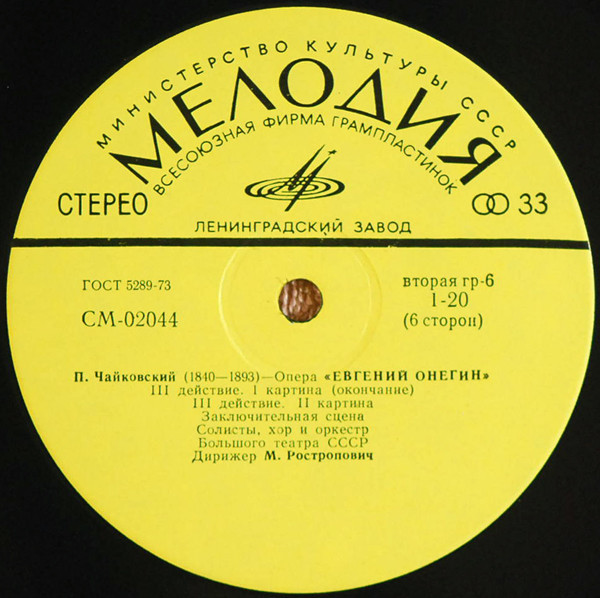 МИНИСТЕРСТВО КУЛЬТУРЫ СССР
МЕЛОДИЯ
ВСЕСОЮЗНАЯ ФИРМА ГРАМПЛАСТИНОК
СТЕРЕО
33
ЛЕНИНГРАДСКИЙ ЗАВОД
ГОСТ 5289-73
вторая гр-6
СМ-02044
1-20
(6 сторон)
П. Чайковский (1840—1893)—Опера «ЕВГЕНИЙ ОНЕГИН»
III действие. I картина (окончание)
III действие. II картина
Заключительная сцена
Солисты, хор и оркестр
Большого театра СССР
Дирижер М. Ростропович